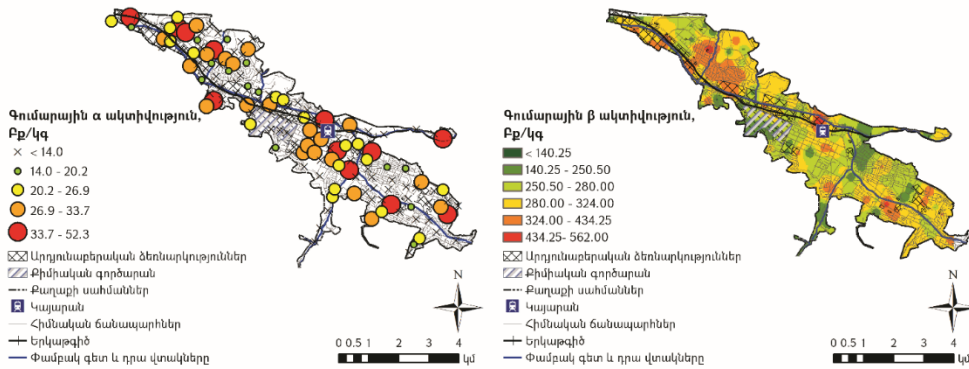 Գումարային α ակտիվություն,
Բք/կգ
< 14.0
14.0 - 20.2
20.2 - 26.9
26.9 - 33.7
33.7 - 52.3
Արդյունաբերական ձեռնարկություններ
Քիմիական գործարան
Քաղաքի սահմաններ
Կայարան
Հիմնական ճանապարհներ
Երկաթգիծ
Փամբակ գետ և դրա վտակները
N
0 0.5 1 2 3 4
կմ
Գումարային β ակտիվություն,
Բք/կգ
< 140.25
140.25 - 250.50
250.50 - 280.00
280.00 - 324.00
324.00 - 434.25
434.25- 562.00
Արդյունաբերական ձեռնարկություններ
Քիմիական գործարան
Քաղաքի սահմաններ
Կայարան
Հիմնական ճանապարհներ
Երկաթգիծ
Փամբակ գետ և դրա վտակները
N
0 0.5 1 2 3 4
կմ